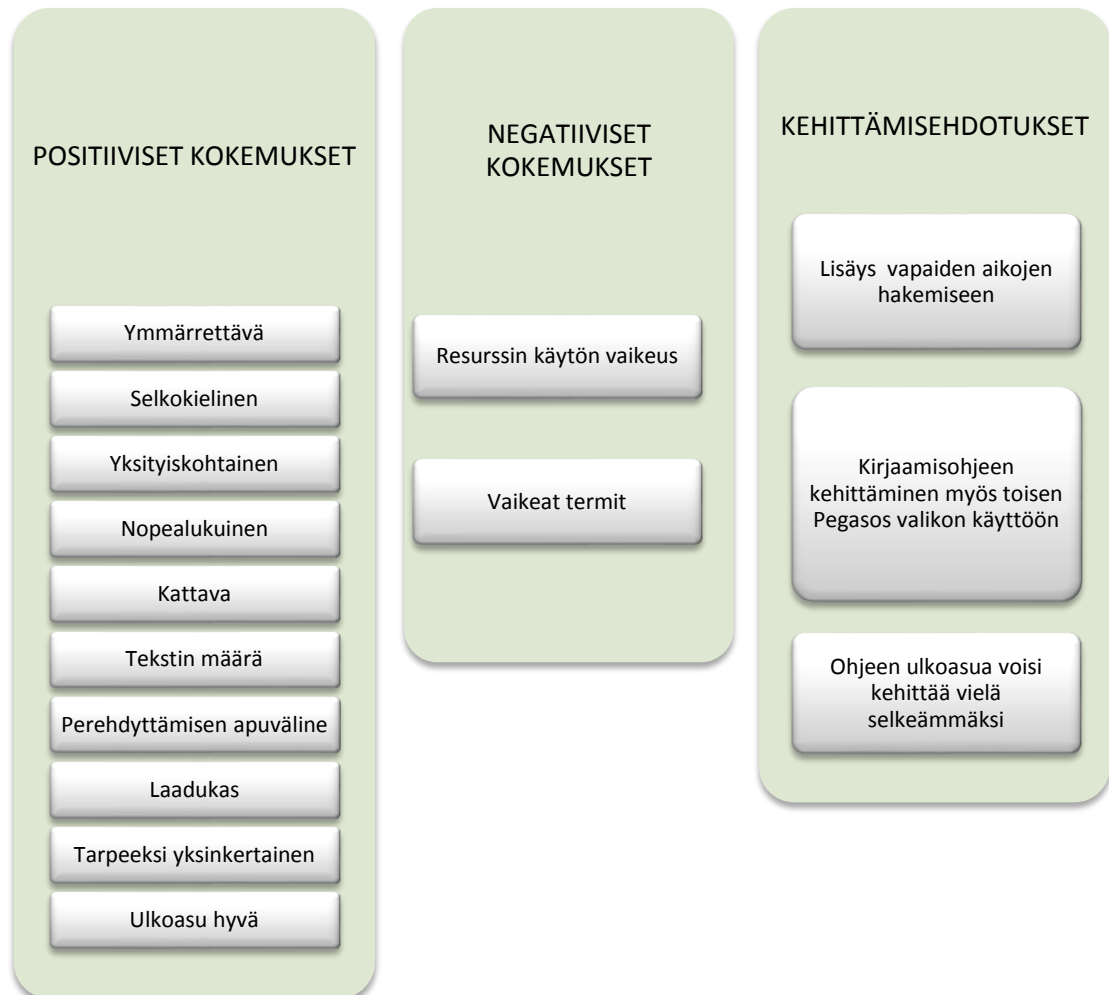 POSITIIVISET KOKEMUKSET
Ymmärrettävä
Selkokielinen
Yksityiskohtainen
Nopealukuinen
Kattava
Tekstin määrä
Perehdyttämisen apuväline
Laadukas
Tarpeeksi yksinkertainen
Ulkoasu hyvä
NEGATIIVISET
KOKEMUKSET
Resurssin käytön vaikeus
Vaikeat termit
KEHITTÄMISEHDOTUKSET
Lisäys vapaiden aikojen
hakemiseen
Kirjaamisohjeen
kehittäminen myös toisen
Pegasos valikon käyttöön
Ohjeen ulkoasua voisi
kehittää vielä
selkeämmäksi